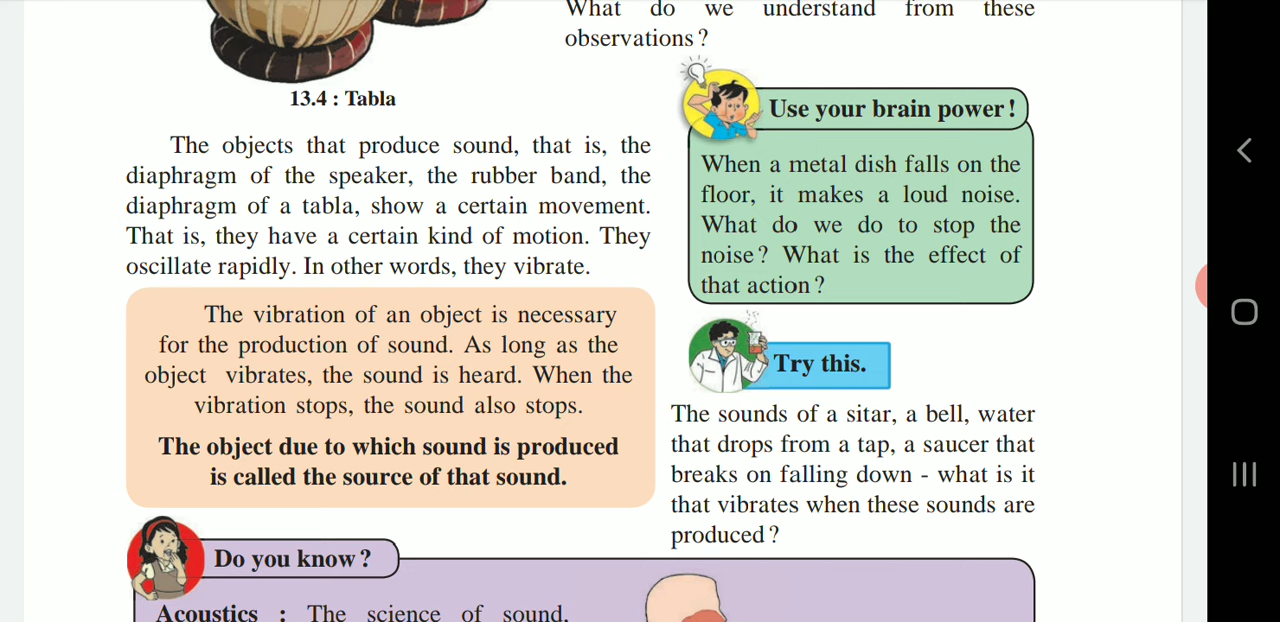 What do we understand from these
observations?
13.4 : Tabla
The objects that produce sound, that is, the
diaphragm of the speaker, the rubber band, the
diaphragm of a tabla, show a certain movement.
That is, they have a certain kind of motion. They
oscillate rapidly. In other words, they vibrate.
The vibration of an object is necessary
for the production of sound. As long as the
object vibrates, the sound is heard. When the
vibration stops, the sound also stops.
The object due to which sound is produced
is called the source of that sound.
Use your brain power!
When a metal dish falls on the
floor, it makes a loud noise.
What do we do to stop the
noise? What is the effect of
that action?
Try this.
The sounds of a sitar, a bell, water
that drops from a tap, a saucer that
breaks on falling down - what is it
that vibrates when these sounds are
produced?
Do you know?
Acoustics : The science of sound,